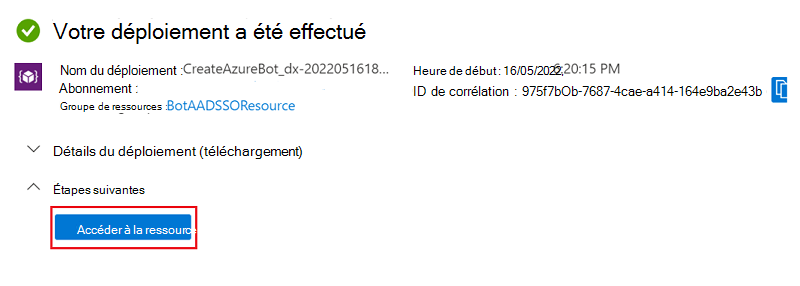 Votre déploiement a été effectué
Nom du déploiement : CreateAzureBot_dx-2022051618...
Abonnement :
Groupe de ressources : BotAADSSOResource
Heure de début : 16/05/2022, 6:20:15 PM
ID de corrélation : 975f7bOb-7687-4cae-a414-164e9ba2e43b
Détails du déploiement (téléchargement)
Étapes suivantes
Accéder à la ressource